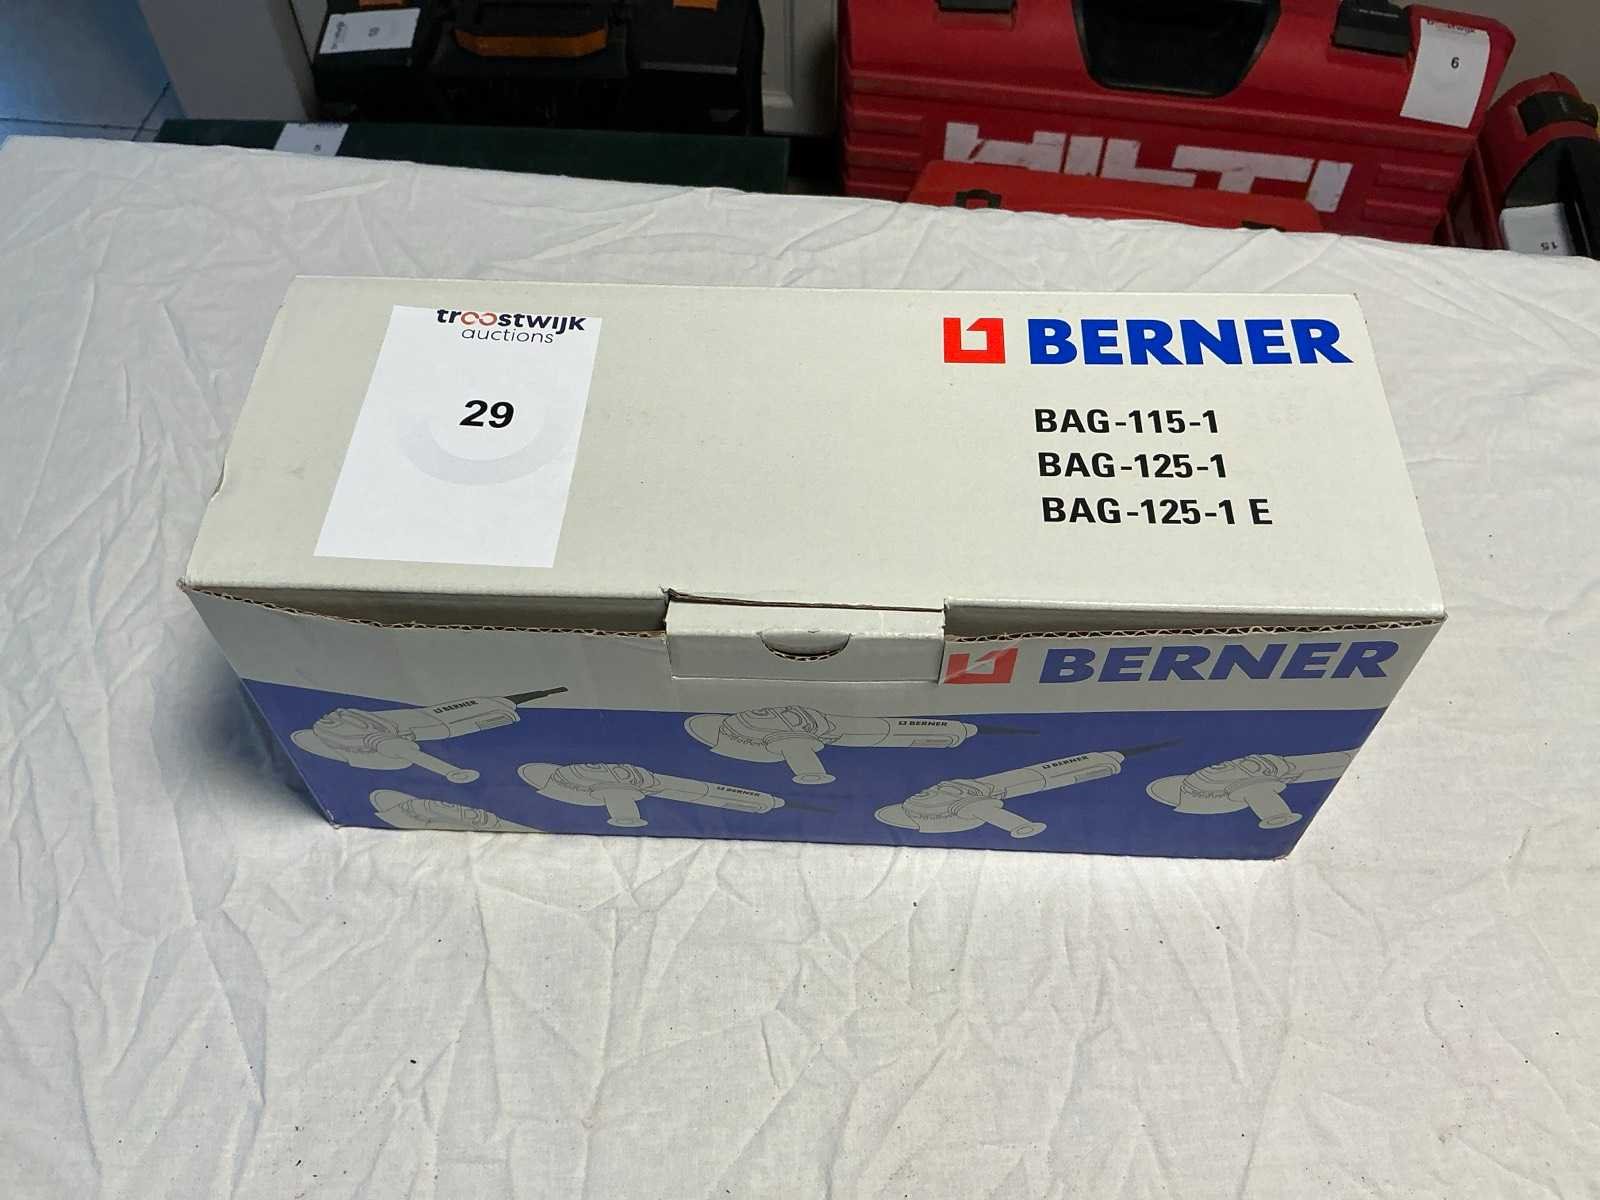 6
HILTI
15
troostwijk
auctions
29
BERNER
BAG-115-1
BAG-125-1
BAG-125-1 E
BERNER
BERNER
BERNER
BERNER
BERNER